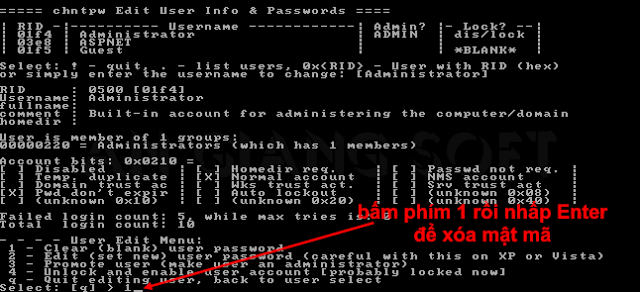 ===== chntpw Edit User Info & Passwords ====
| RID -|---------- Username ------------| Admin? |- Lock? --|
| 01f4 | Administrator | ADMIN | dis/lock |
| 03e8 | ASPNET | | |
| 01f5 | Guest | | *BLANK* |
Select: ! - quit, . - list users, 0x<RID> - User with RID (hex)
or simply enter the username to change: [Administrator]
RID : 0500 [01f4]
Username: Administrator
fullname:
comment : Built-in account for administering the computer/domain
homedir :
User is member of 1 groups:
00000220 = Administrators (which has 1 members)
Account bits: 0x0210 =
[ ] Disabled | [ ] Homedir req. | [ ] Passwd not req. |
[ ] Temp. duplicate | [X] Normal account | [ ] NMS account |
[ ] Domain trust ac | [ ] Wks trust act. | [ ] Srv trust act |
[X] Pwd don't expir | [ ] Auto lockout | [ ] (unknown 0x08) |
[ ] (unknown 0x10) | [ ] (unknown 0x20) | [ ] (unknown 0x40) |
Failed login count: 5, while max tries is: 0
Total login count: 10
bấm phím 1 rồi nhấp Enter
để xóa mật mã
- - - - User Edit Menu:
1 - Clear (blank) user password
2 - Edit (set new) user password (careful with this on XP or Vista)
3 - Promote user (make user an administrator)
4 - Unlock and enable user account [probably locked now]
q - Quit editing user, back to user select
Select: [q] > 1_